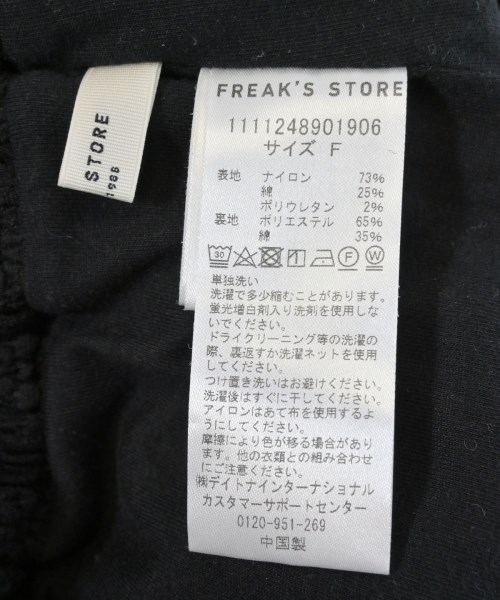 STORE
1986
FREAK'S STORE
1111248901906
サイズ F
表地 ナイロン 73%
綿 25%
ポリウレタン 2%
裏地 ポリエステル 65%
綿 35%
30 F W
単独洗い
洗濯で多少縮むことがあります。
蛍光増白剤入り洗剤を使用しな
いでください。
ドライクリーニング等の洗濯の
際、裏返すか洗濯ネットを使用
してください。
つけ置き洗いはお避けください。
洗濯後はすぐに干してください。
アイロンはあて布を使用するよ
うにしてください。
摩擦により色が移る場合があり
ます。他の衣類との組み合わせ
にご注意ください。
㈱デイトナインターナショナル
カスタマーサポートセンター
0120-951-269
中国製